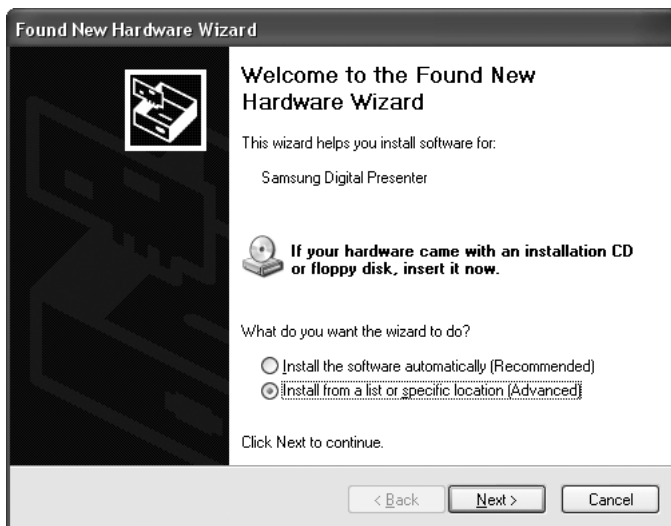 Found New Hardware Wizard
Welcome to the Found New
Hardware Wizard
This wizard helps you install software for:
Samsung Digital Presenter
If your hardware came with an installation CD
or floppy disk, insert it now.
What do you want the wizard to do?
Install the software automatically (Recommended)
Install from a list or specific location (Advanced)
Click Next to continue.
< Back Next > Cancel